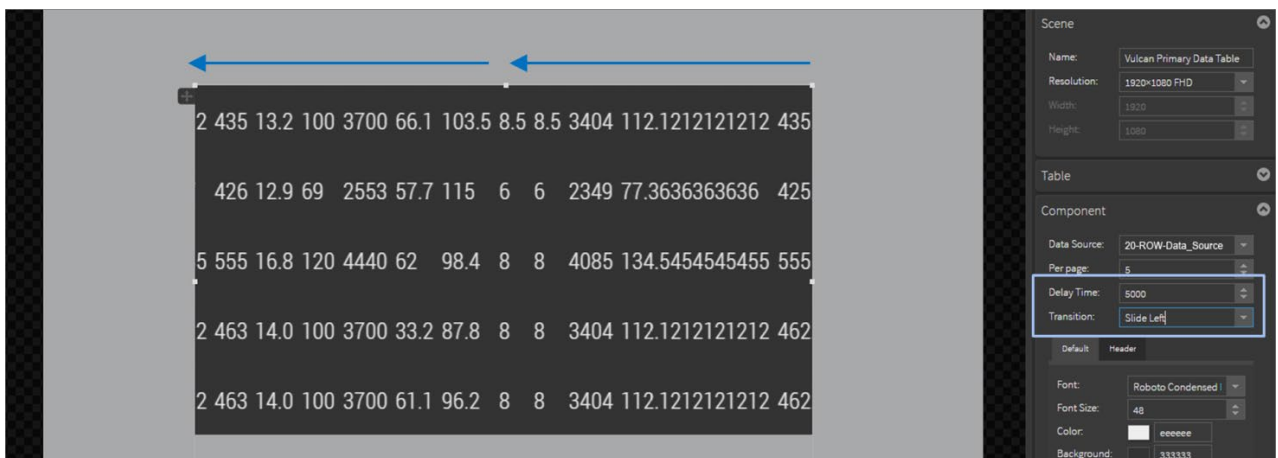 2 435 13.2 100 3700 66.1 103.5 8.5 8.5 3404 112.1212121212 435
426 12.9 69 2553 57.7 115 6 6 2349 77.3636363636 425
5 555 16.8 120 4440 62 98.4 8 8 4085 134.5454545455 555
2 463 14.0 100 3700 33.2 87.8 8 8 3404 112.1212121212 462
2 463 14.0 100 3700 61.1 96.2 8 8 3404 112.1212121212 462
Scene
Name: Vulcan Primary Data Table
Resolution: 1920×1080 FHD
Width: 1920
Height: 1080
Table
Component
Data Source: 20-ROW-Data_Source
Per page: 5
Delay Time: 5000
Transition: Slide Left
Default Header
Font: Roboto Condensed
Font Size: 48
Color: eeeeee
Background: 333333